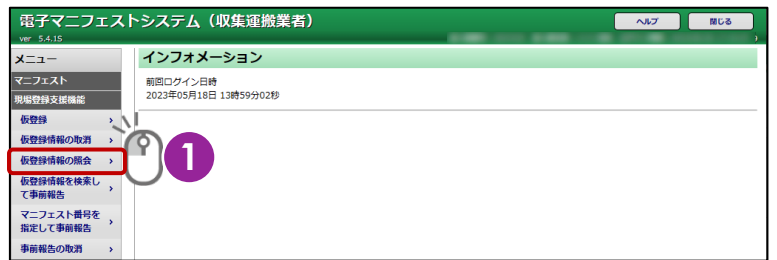 電子マニフェストシステム（収集運搬業者）
ver 5.4.15
ヘルプ
閉じる
メニュー
マニフェスト
現場登録支援機能
仮登録
仮登録情報の取消
仮登録情報の照会
仮登録情報を検索し
て事前報告
マニフェスト番号を
指定して事前報告
事前報告の取消
インフォメーション
前回ログイン日時
2023年05月18日 13時59分02秒
1